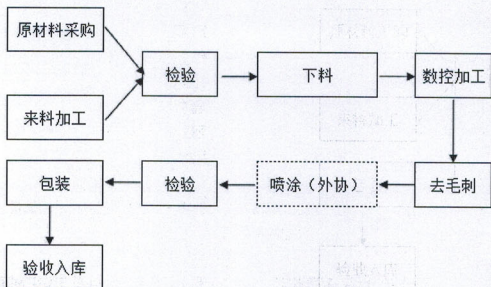 原材料采购
来料加工
检验
下料
数控加工
去毛刺
喷涂（外协）
检验
包装
验收入库